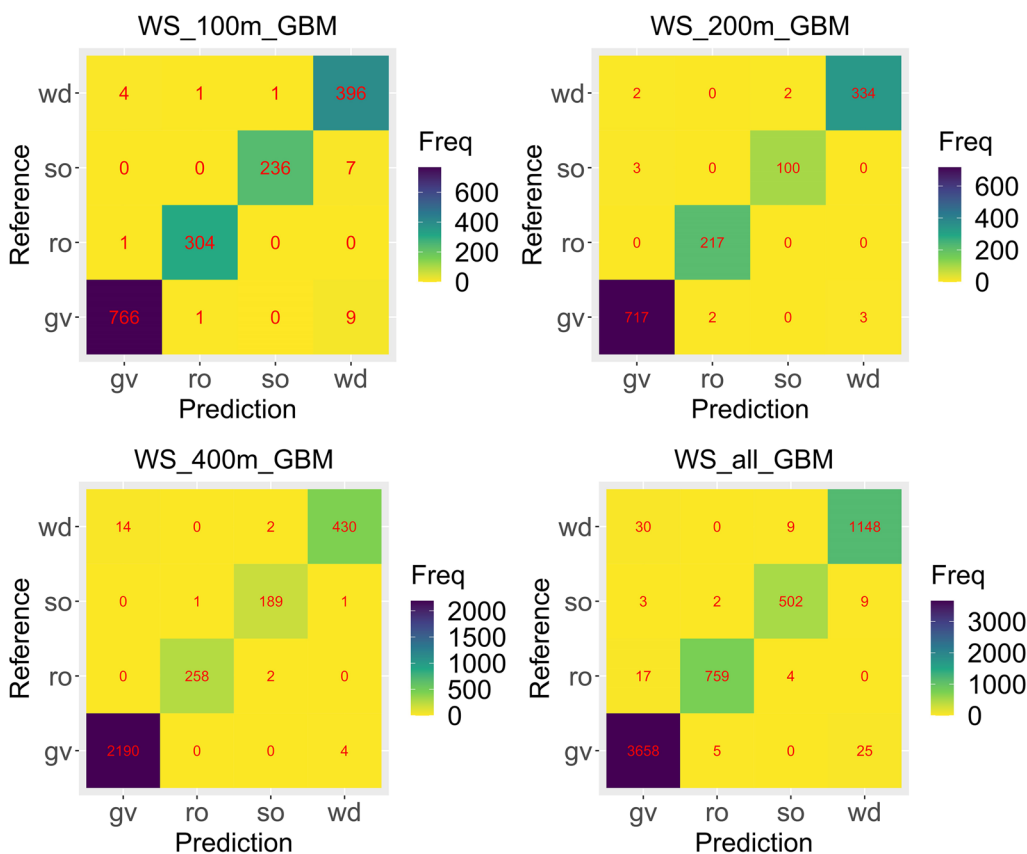 WS_100m_GBM
wd 4 1 1 396
so 0 0 236 7
ro 1 304 0 0
gv 766 1 0 9
gv ro so wd
Prediction
Reference
Freq
600
400
200
0
WS_200m_GBM
wd 2 0 2 334
so 3 0 100 0
ro 0 217 0 0
gv 717 2 0 3
gv ro so wd
Prediction
Reference
Freq
600
400
200
0
WS_400m_GBM
wd 14 0 2 430
so 0 1 189 1
ro 0 258 2 0
gv 2190 0 0 4
gv ro so wd
Prediction
Reference
Freq
2000
1500
1000
500
0
WS_all_GBM
wd 30 0 9 1148
so 3 2 502 9
ro 17 759 4 0
gv 3658 5 0 25
gv ro so wd
Prediction
Reference
Freq
3000
2000
1000
0